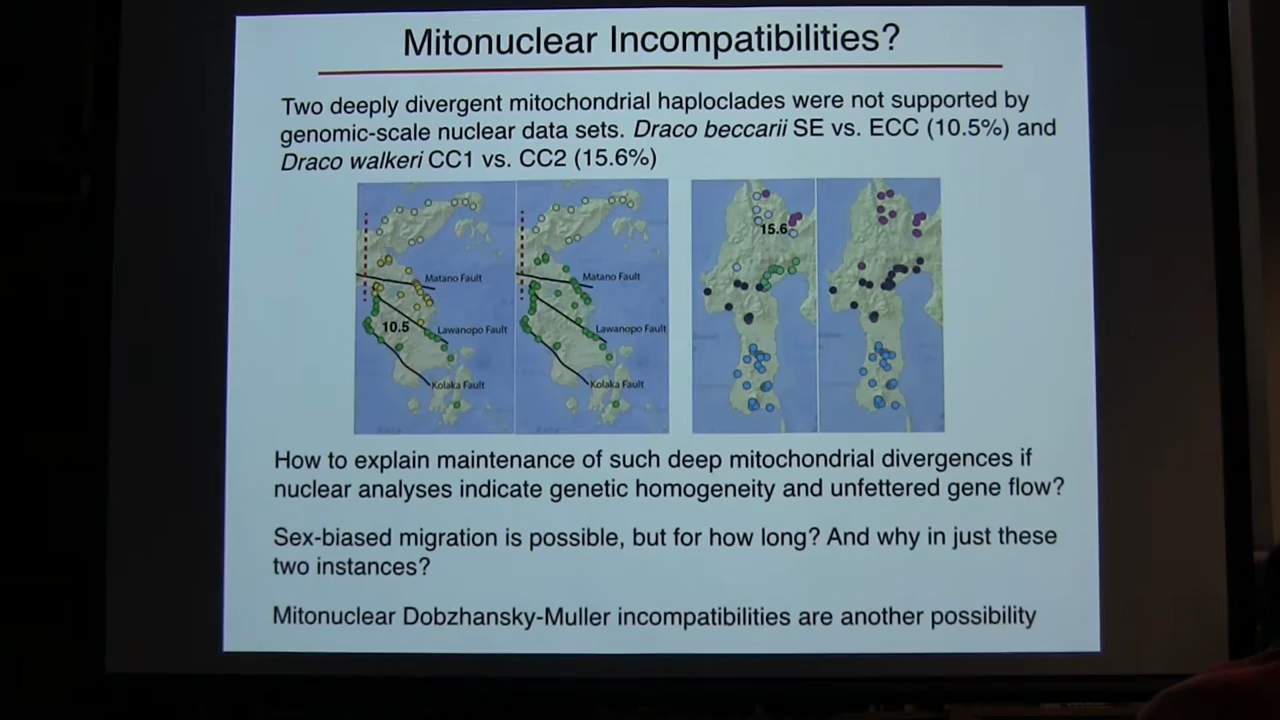 Mitonuclear Incompatibilities?
Two deeply divergent mitochondrial haploclades were not supported by
genomic-scale nuclear data sets. Draco beccarii SE vs. ECC (10.5%) and
Draco walkeri CC1 vs. CC2 (15.6%)
15.6
Matano Fault
Matano Fault
10.5
Lawanopo Fault
Lawanopo Fault
Kolaka Fault
Kolaka Fault
How to explain maintenance of such deep mitochondrial divergences if
nuclear analyses indicate genetic homogeneity and unfettered gene flow?
Sex-biased migration is possible, but for how long? And why in just these
two instances?
Mitonuclear Dobzhansky-Muller incompatibilities are another possibility